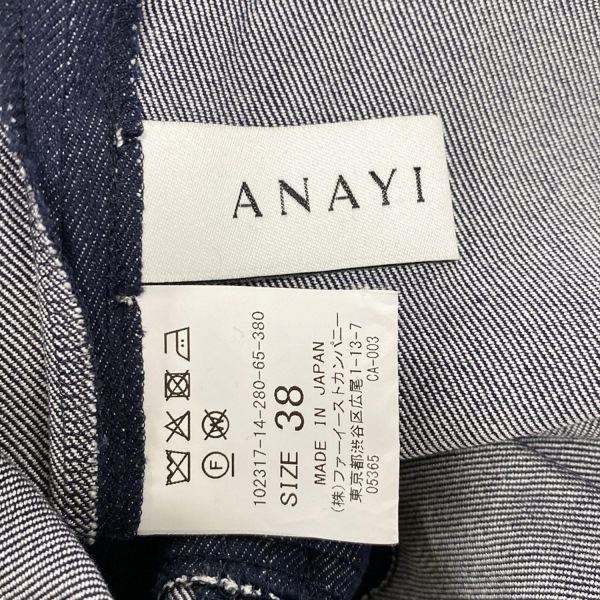 ANAYI
F
W
102317-14-280-65-380
SIZE 38
MADE IN JAPAN
(株)ファーイーストカンパニー
東京都渋谷区広尾1-13-7
05365
CA-003